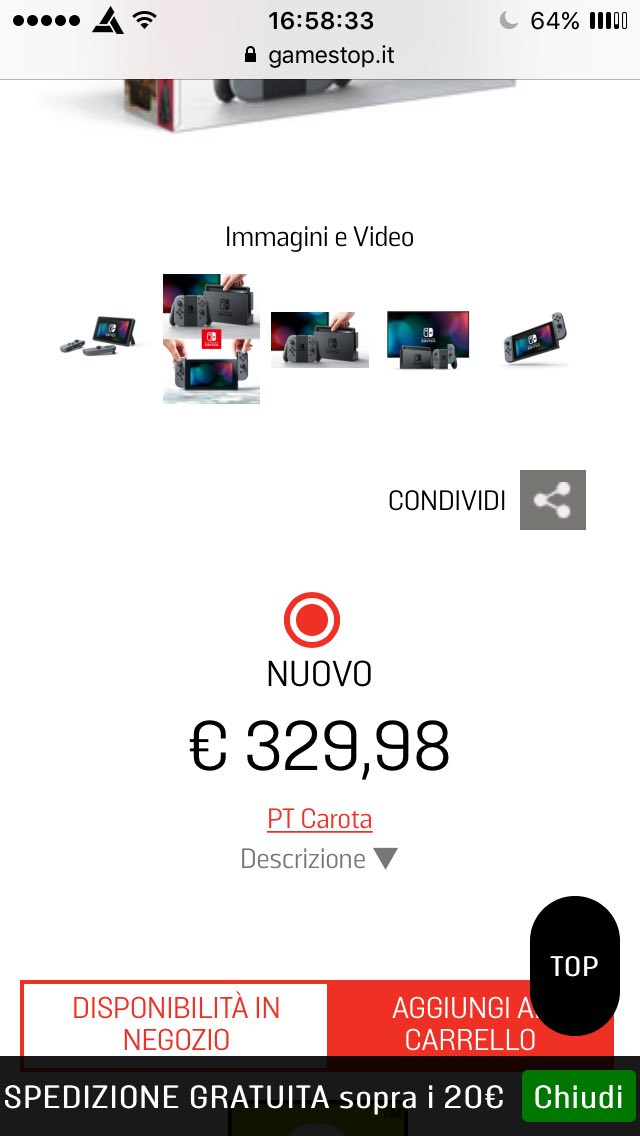 16:58:33
64%
gamestop.it
Immagini e Video
CONDIVIDI
NUOVO
€ 329,98
PT Carota
Descrizione
TOP
DISPONIBILITÀ IN
NEGOZIO
AGGIUNGI A
CARRELLO
SPEDIZIONE GRATUITA sopra i 20€
Chiudi